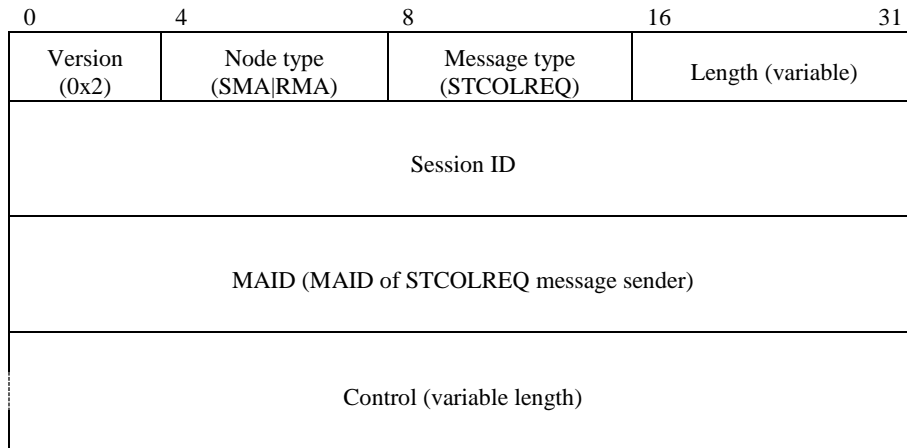 0 4 8 16 31
Version Node type Message type Length (variable)
(0x2) (SMA|RMA) (STCOLREQ)
Session ID
MAID (MAID of STCOLREQ message sender)
Control (variable length)